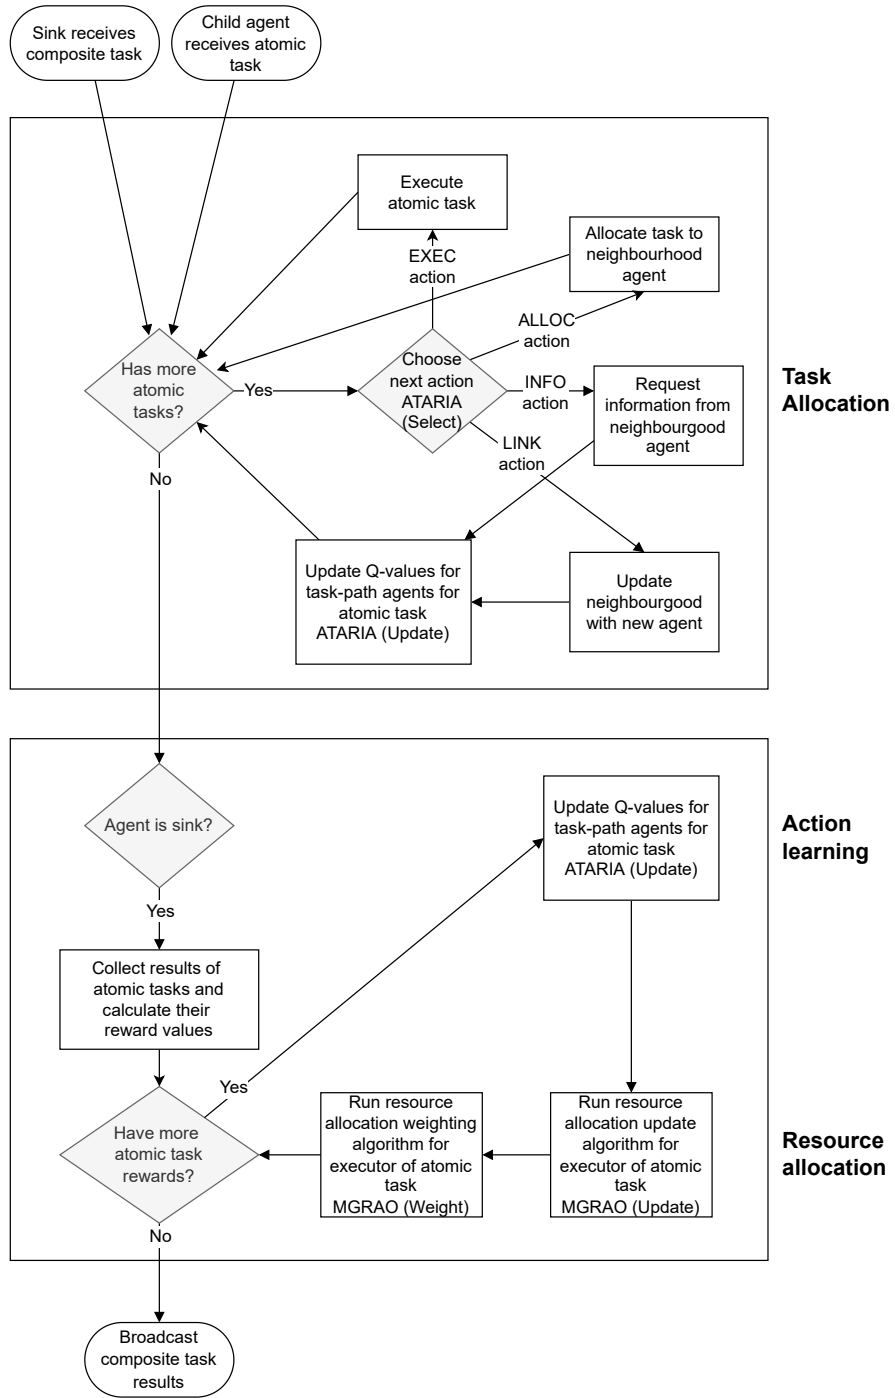 Sink receives
composite task
Child agent
receives atomic
task
Execute
atomic task
Allocate task to
neighbourhood
agent
EXEC
action
ALLOC
action
Has more
atomic
tasks?
Yes
Choose
next action
ATARIA
(Select)
INFO
action
Request
information from
neighbourgood
agent
Task
Allocation
LINK
action
No
Update Q-values for
task-path agents for
atomic task
ATARIA (Update)
Update
neighbourgood
with new agent
Agent is sink?
Update Q-values for
task-path agents for
atomic task
ATARIA (Update)
Action
learning
Yes
Collect results of
atomic tasks and
calculate their
reward values
Yes
Have more
atomic task
rewards?
Run resource
allocation weighting
algorithm for
executor of atomic
task
MGRAO (Weight)
Run resource
allocation update
algorithm for
executor of atomic
task
MGRAO (Update)
Resource
allocation
No
Broadcast
composite task
results